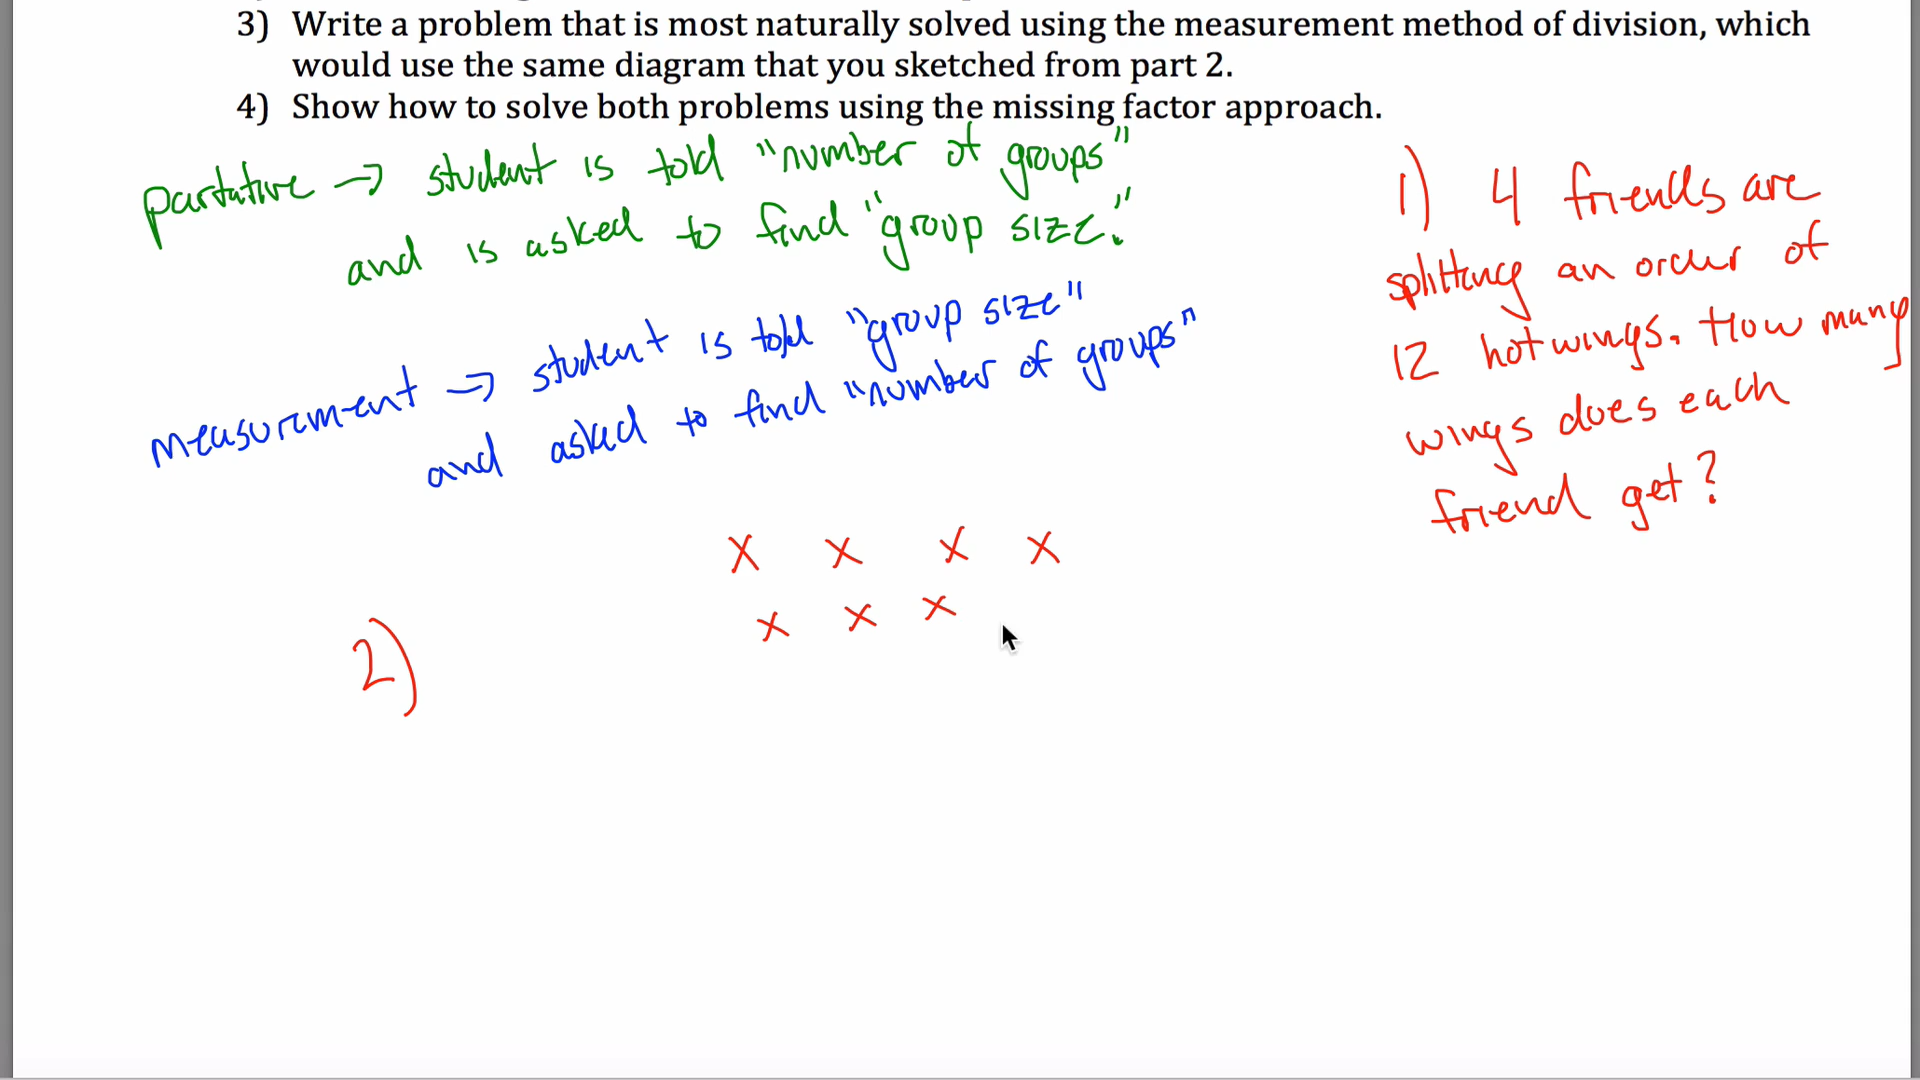 3) Write a problem that is most naturally solved using the measurement method of division, which
would use the same diagram that you sketched from part 2.
4) Show how to solve both problems using the missing factor approach.
partative → student is told "number of groups"
and is asked to find "group size."
measurement → student is told "group size"
and asked to find "number of groups"
1) 4 friends are
splitting an order of
12 hotwings. How many
wings does each
friend get?
x x x x
x x x
2)